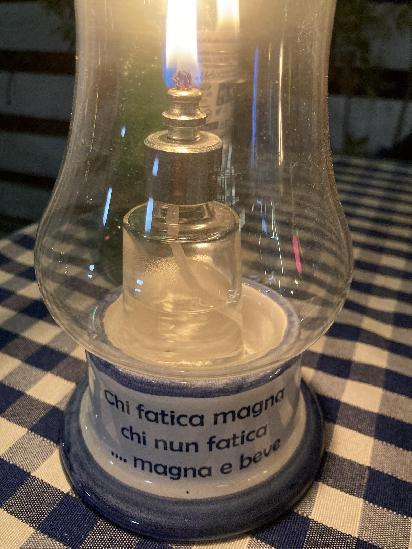 Chi fatica magna
chi nun fatica
.... magna e beve